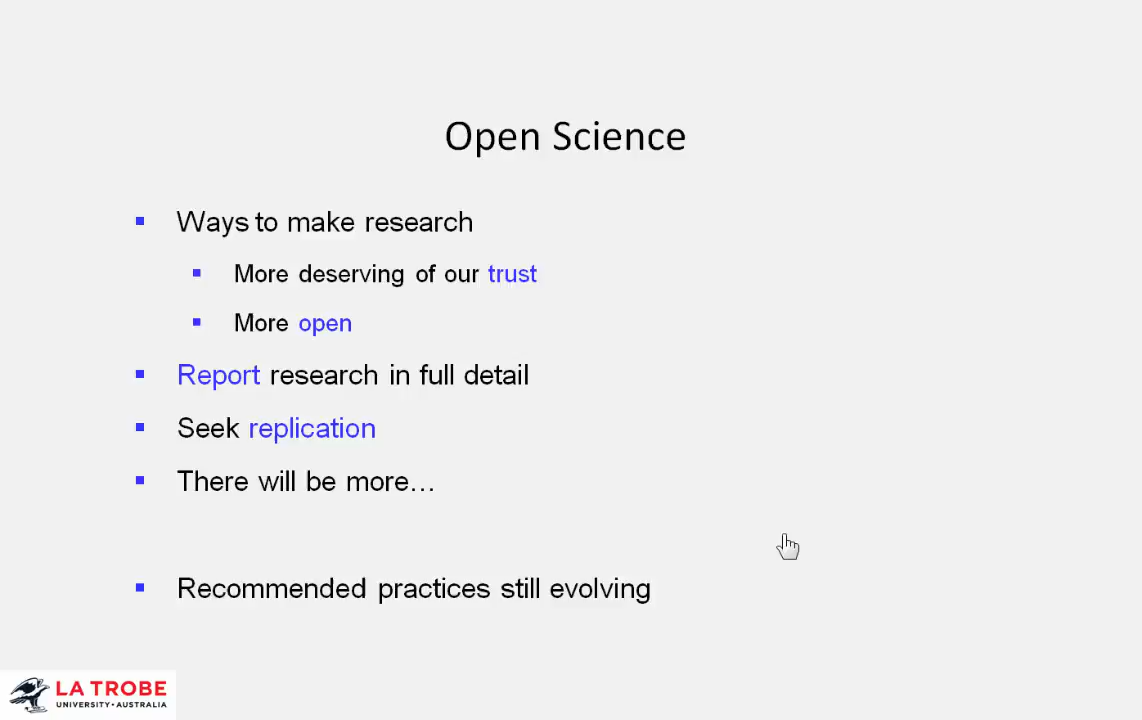 Open Science
Ways to make research
More deserving of our trust
More open
Report research in full detail
Seek replication
There will be more…
Recommended practices still evolving
LA TROBE
UNIVERSITY • AUSTRALIA